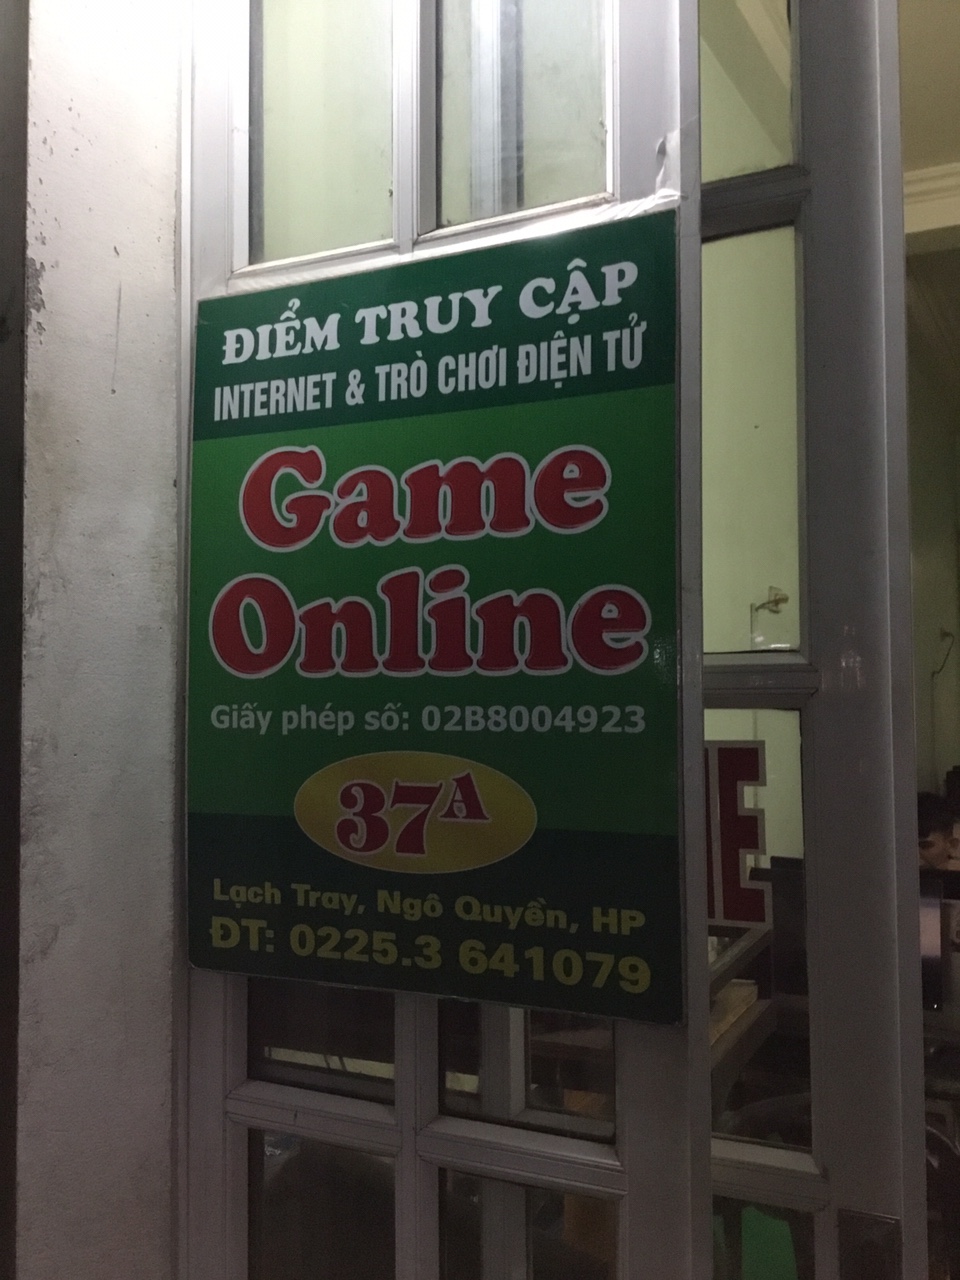 ĐIỂM TRUY CẬP
INTERNET & TRÒ CHƠI ĐIỆN TỬ
Game
Online
Giấy phép số: 02B8004923
37A
Lạch Tray, Ngô Quyền, HP
ĐT: 0225.3 641079